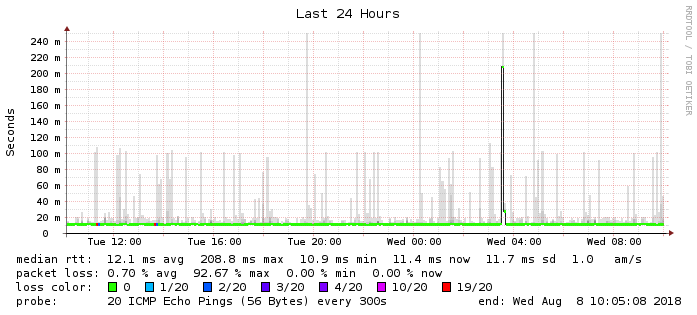 Last 24 Hours
RRDTOOL / TOBI OETIKER
Seconds
240 m
220 m
200 m
180 m
160 m
140 m
120 m
100 m
80 m
60 m
40 m
20 m
0
Tue 12:00 Tue 16:00 Tue 20:00 Wed 00:00 Wed 04:00 Wed 08:00
median rtt: 12.1 ms avg 208.8 ms max 10.9 ms min 11.4 ms now 11.7 ms sd 1.0 am/s
packet loss: 0.70 % avg 92.67 % max 0.00 % min 0.00 % now
loss color: 0 1/20 2/20 3/20 4/20 10/20 19/20
probe: 20 ICMP Echo Pings (56 Bytes) every 300s end: Wed Aug 8 10:05:08 2018